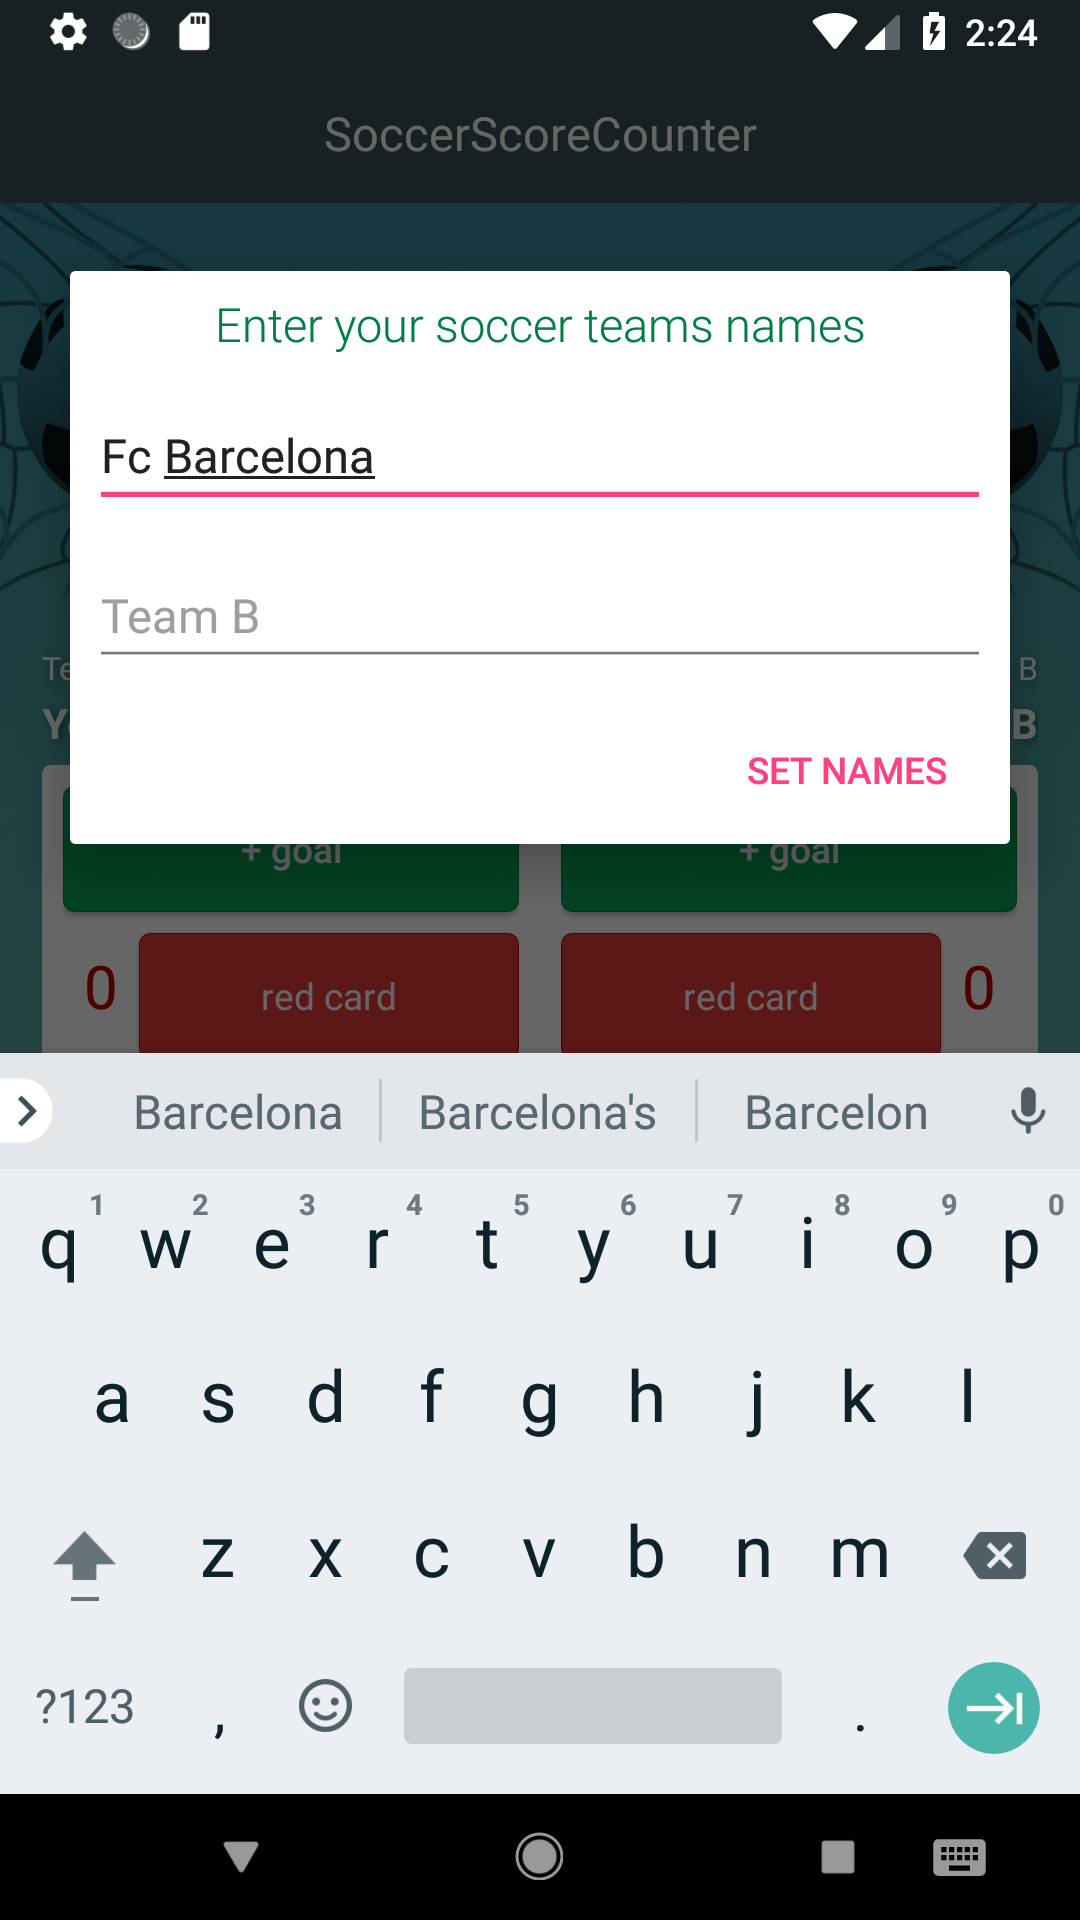 2:24
SoccerScoreCounter
Enter your soccer teams names
Fc Barcelona
Team B
Te B
Yo B
SET NAMES
+ goal + goal
0 red card red card 0
Barcelona Barcelona's Barcelon
1 2 3 4 5 6 7 8 9 0
q w e r t y u i o p
a s d f g h j k l
z x c v b n m
?123 , .